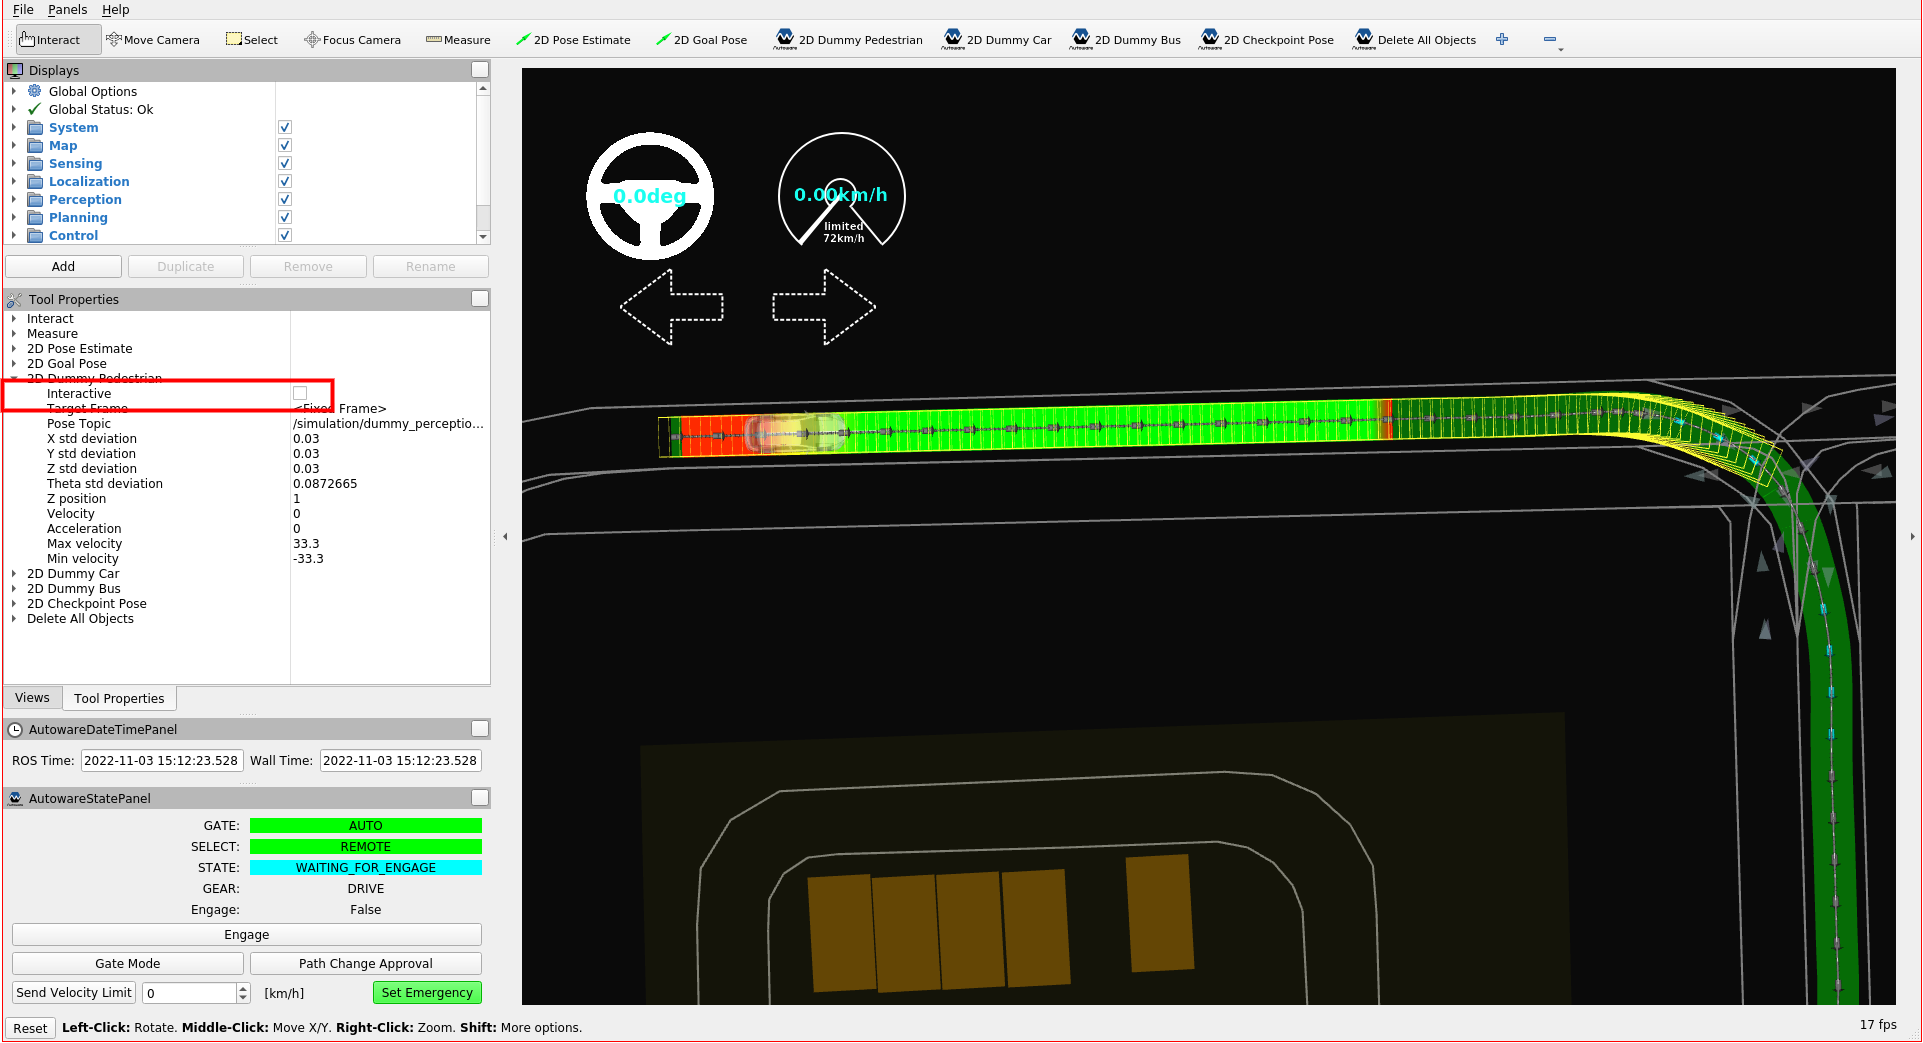 File Panels Help
Interact Move Camera Select Focus Camera Measure 2D Pose Estimate 2D Goal Pose 2D Dummy Pedestrian 2D Dummy Car 2D Dummy Bus 2D Checkpoint Pose Delete All Objects
Displays
Global Options
Global Status: Ok
System
Map
Sensing
Localization
Perception
Planning
Control
Add Duplicate Remove Rename
Tool Properties
Interact
Measure
2D Pose Estimate
2D Goal Pose
2D Dummy Pedestrian
Interactive
Target Frame <Fixed Frame>
Pose Topic /simulation/dummy_perceptio...
X std deviation 0.03
Y std deviation 0.03
Z std deviation 0.03
Theta std deviation 0.0872665
Z position 1
Velocity 0
Acceleration 0
Max velocity 33.3
Min velocity -33.3
2D Dummy Car
2D Dummy Bus
2D Checkpoint Pose
Delete All Objects
Views Tool Properties
AutowareDateTimePanel
ROS Time: 2022-11-03 15:12:23.528 Wall Time: 2022-11-03 15:12:23.528
AutowareStatePanel
GATE: AUTO
SELECT: REMOTE
STATE: WAITING_FOR_ENGAGE
GEAR: DRIVE
Engage: False
Engage
Gate Mode Path Change Approval
Send Velocity Limit 0 [km/h] Set Emergency
Reset Left-Click: Rotate. Middle-Click: Move X/Y. Right-Click: Zoom. Shift: More options.
0.0deg
0.00km/h
limited
72km/h
17 fps